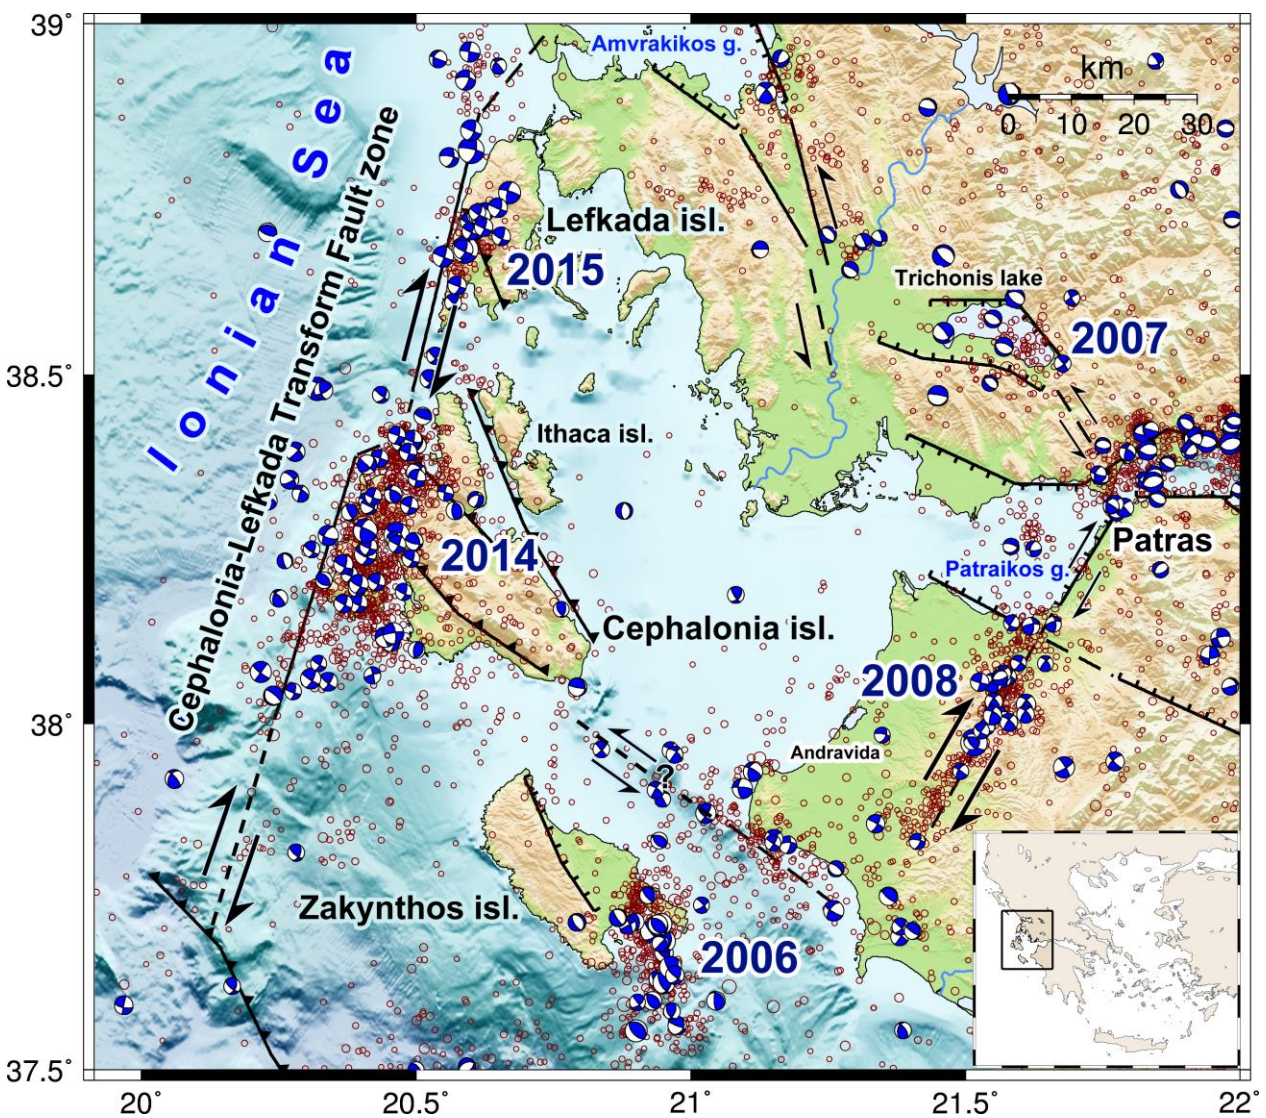 39˚
Amvrakikos g.
km
0 10 20 30
Ionian Sea
Cephalonia-Lefkada Transform Fault zone
Lefkada isl.
2015
Trichonis lake
2007
38.5˚
Ithaca isl.
2014
Patras
Patraikos g.
Cephalonia isl.
2008
38˚
Andravida
?
Zakynthos isl.
2006
37.5˚
20˚ 20.5˚ 21˚ 21.5˚ 22˚